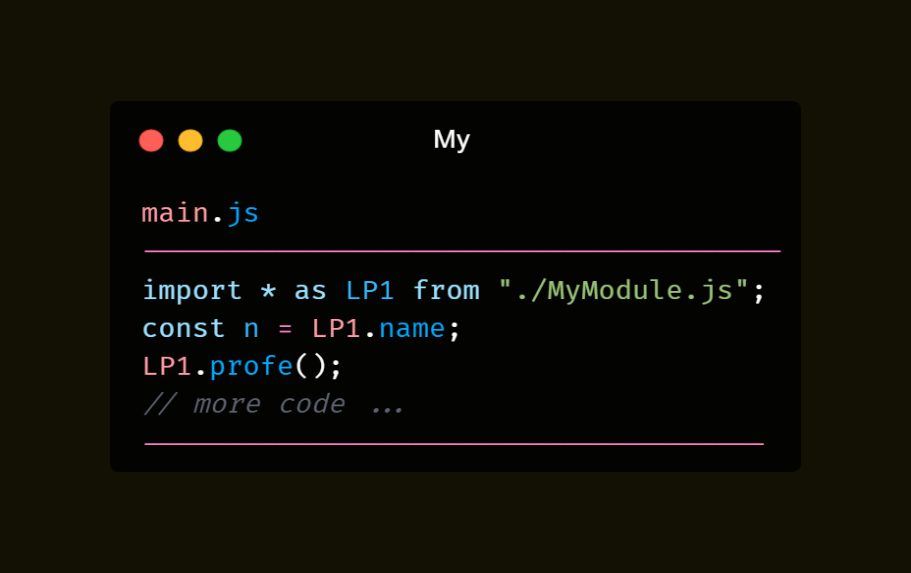 My
main.js
import * as LP1 from "./MyModule.js";
const n = LP1.name;
LP1.profe();
// more code ...